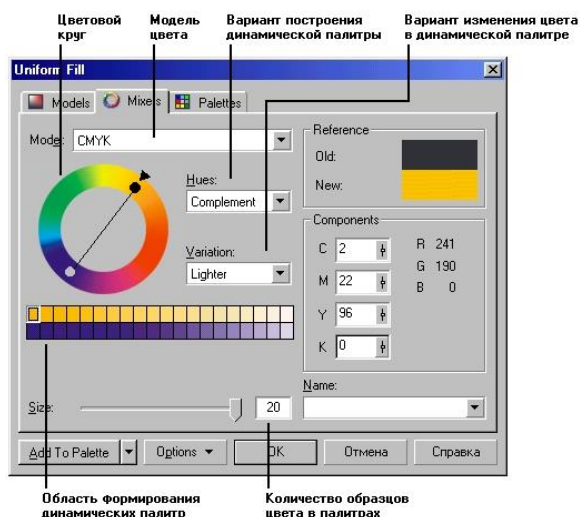 Цветовой
круг
Модель
цвета
Вариант построения
динамической палитры
Вариант изменения цвета
в динамической палитре
Uniform Fill
Models
Mixers
Palettes
Model: CMYK
Hues:
Complement
Variation:
Lighter
Reference
Old:
New:
Components
C 2
M 22
Y 96
K 0
R 241
G 190
B 0
Size:
20
Name:
Add To Palette
Options
OK
Отмена
Справка
Область формирования
динамических палитр
Количество образцов
цвета в палитрах